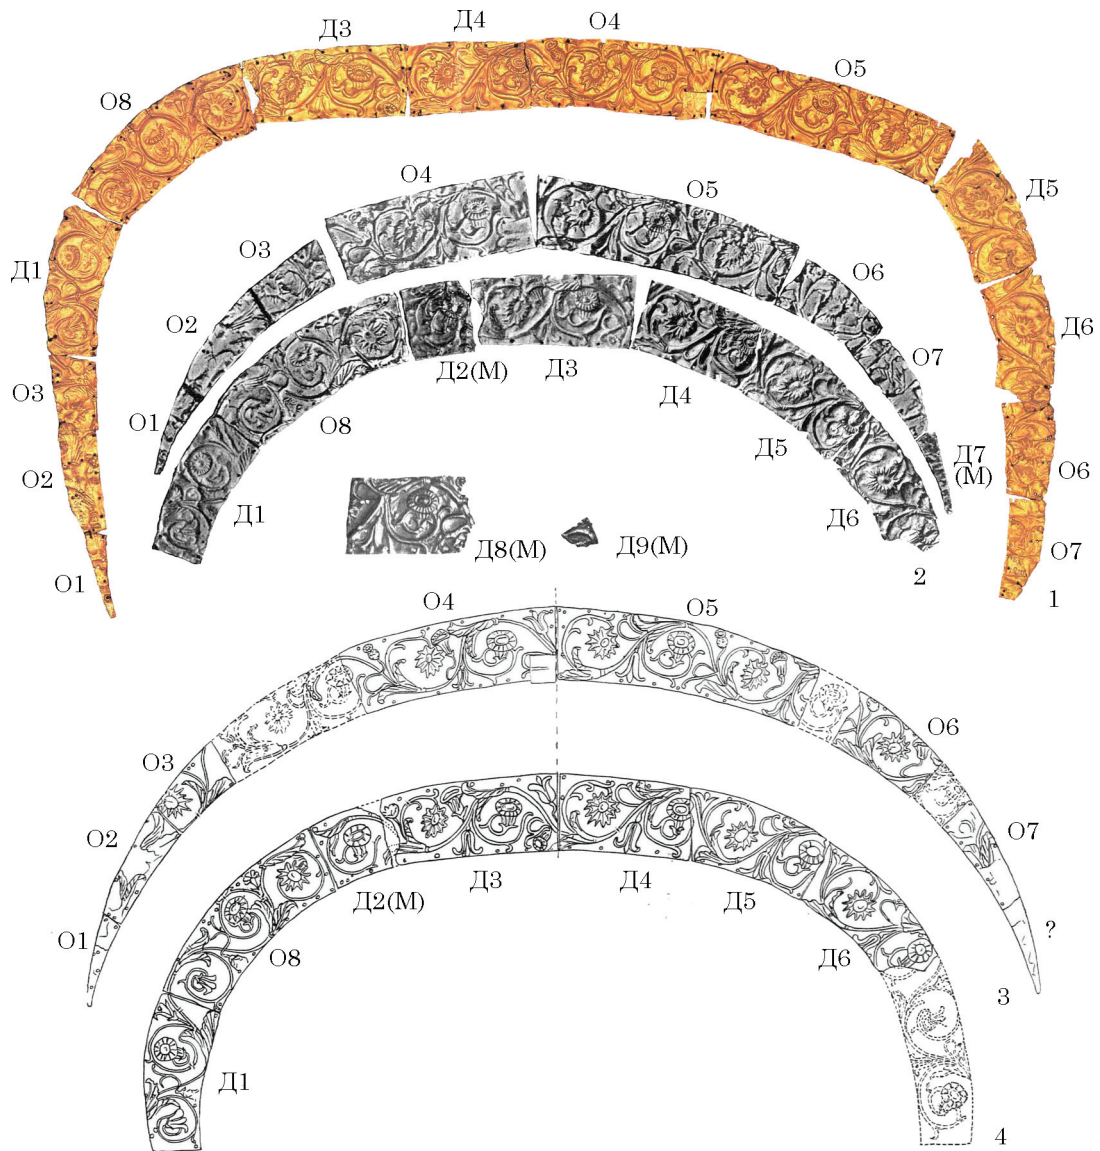 Д3
Д4
О4
О8
О5
Д5
О4
О5
Д1
О3
О6
Д6
О2
О7
О3
Д2(М)
Д3
О1
О8
Д4
Д7
(М)
О6
О2
Д5
Д1
Д6
Д8(М)
Д9(М)
О7
О1
2
1
О4
О5
О3
О6
О2
О7
Д2(М)
Д3
Д4
Д5
О1
О8
Д6
?
3
Д1
4